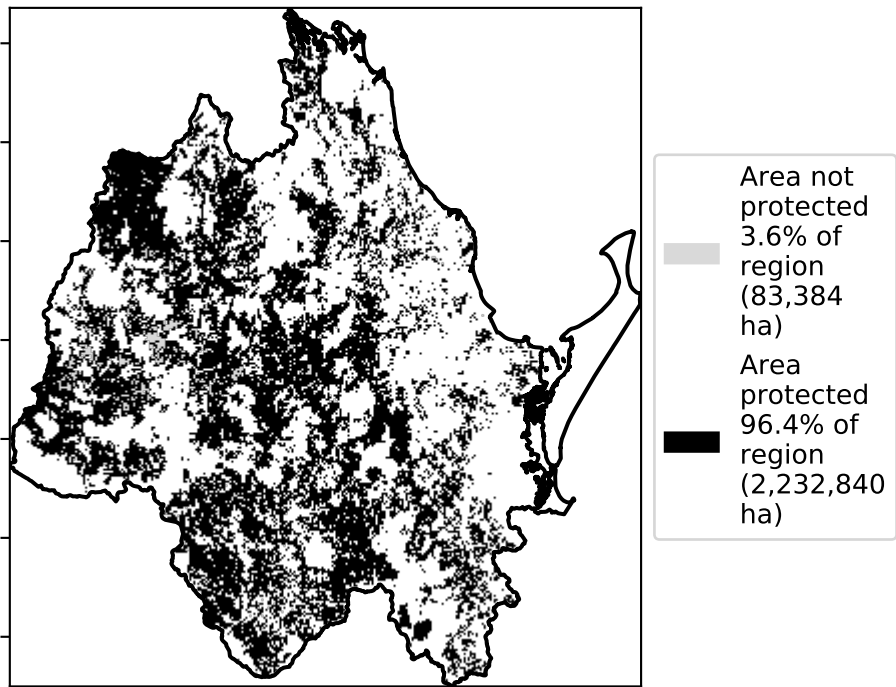 Area not
protected
3.6% of
region
(83,384
ha)
Area
protected
96.4% of
region
(2,232,840
ha)